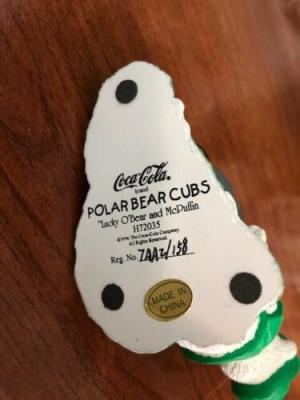 Coca-Cola.
brand
POLAR BEAR CUBS
"Lucky O'Bear and McPuffin
H72035
The Coca-Cola Company.
All Rights Reserved.
Reg. No. 7AA2/158
MADE IN
CHINA